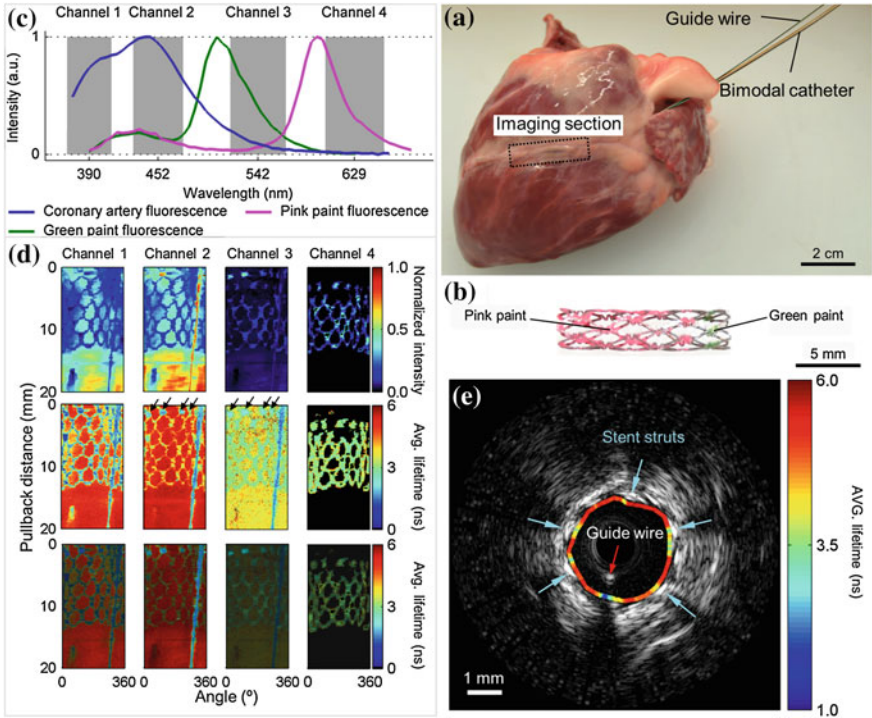 (c)
Channel 1 Channel 2 Channel 3 Channel 4
Intensity (a.u.)
1
0
390 452 542 629
Wavelength (nm)
Coronary artery fluorescence
Pink paint fluorescence
Green paint fluorescence
(a)
Guide wire
Bimodal catheter
Imaging section
2 cm
(b)
Pink paint
Green paint
5 mm
(d)
Channel 1 Channel 2 Channel 3 Channel 4
Pullback distance (mm)
0
10
20
1.0
0.5
0.0
Normalized intensity
0
10
20
6
3
0
Avg. lifetime (ns)
0
10
20
6
3
0
Avg. lifetime (ns)
0 360 0 360 0 360 0 360
Angle (º)
(e)
Stent struts
Guide wire
1 mm
6.0
3.5
1.0
AVG. lifetime (ns)